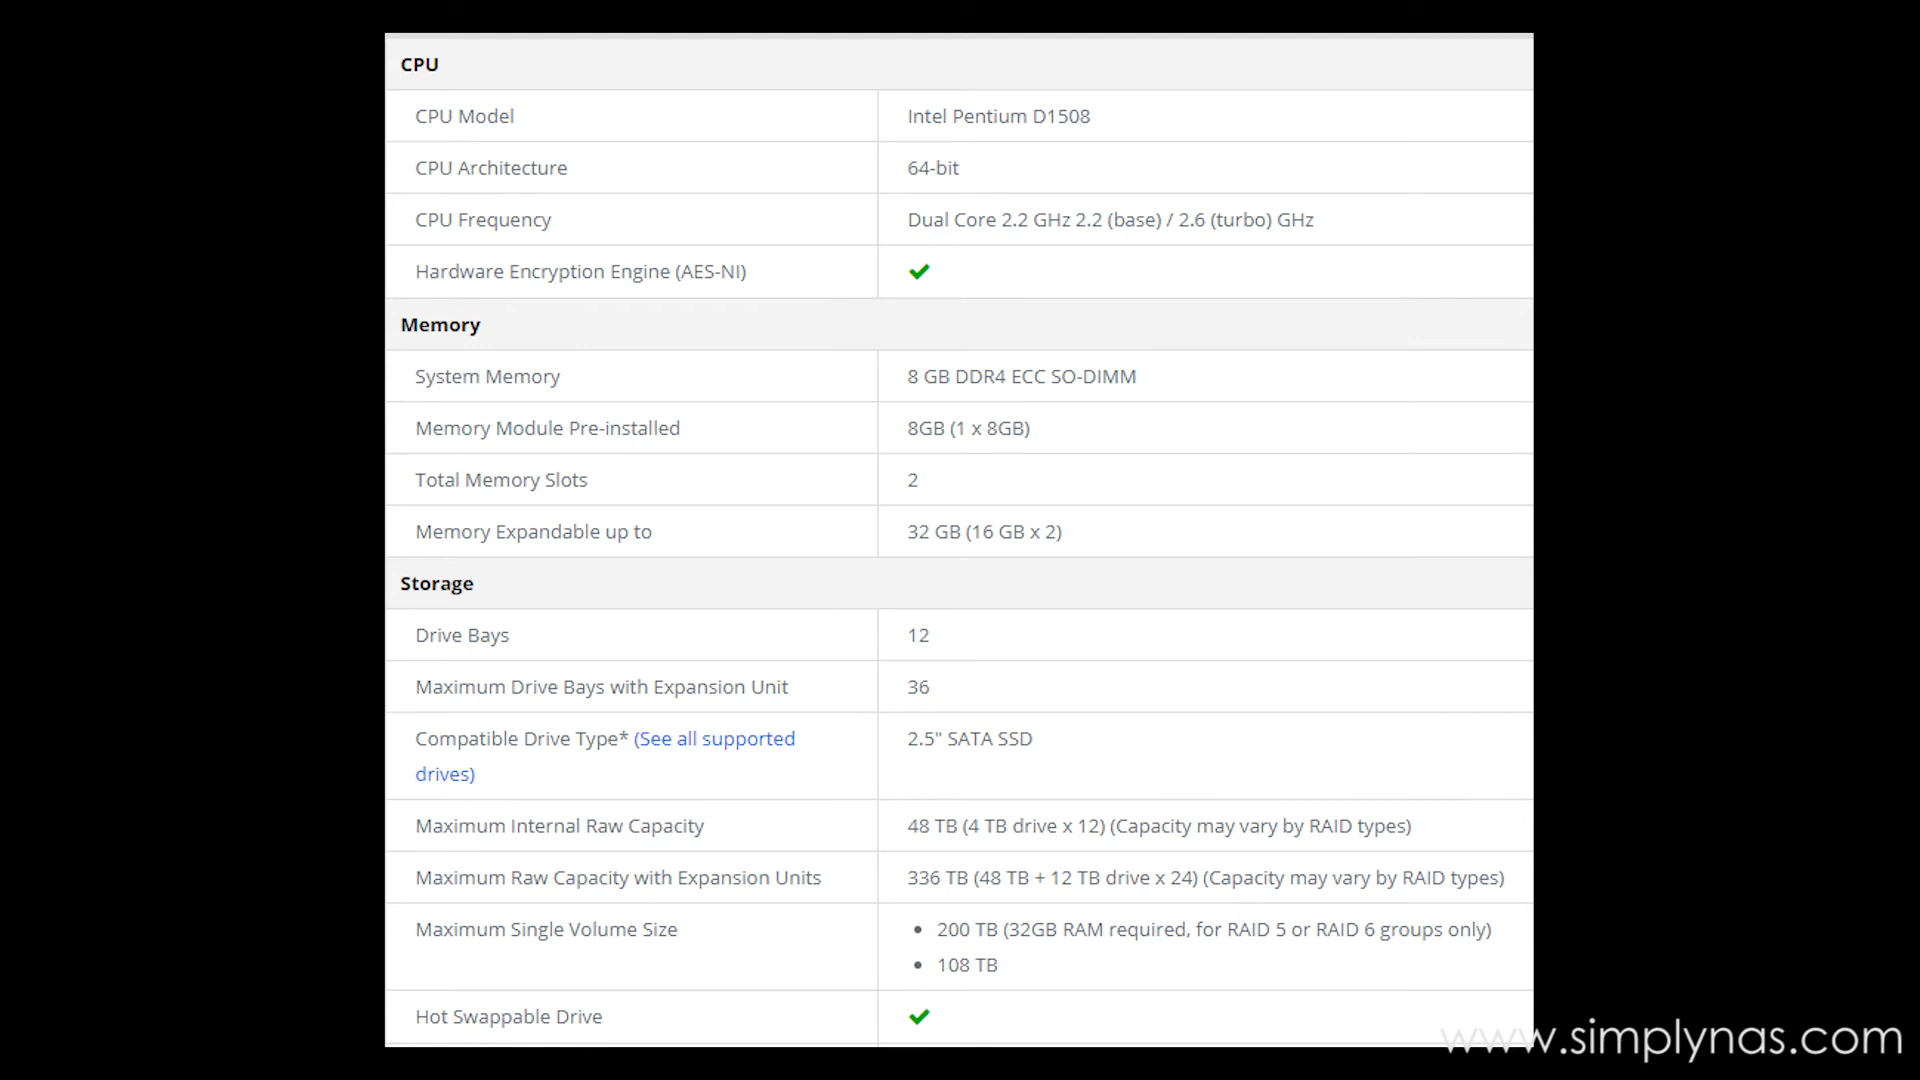 CPU
CPU Model Intel Pentium D1508
CPU Architecture 64-bit
CPU Frequency Dual Core 2.2 GHz 2.2 (base) / 2.6 (turbo) GHz
Hardware Encryption Engine (AES-NI)
Memory
System Memory 8 GB DDR4 ECC SO-DIMM
Memory Module Pre-installed 8GB (1 x 8GB)
Total Memory Slots 2
Memory Expandable up to 32 GB (16 GB x 2)
Storage
Drive Bays 12
Maximum Drive Bays with Expansion Unit 36
Compatible Drive Type* (See all supported 2.5" SATA SSD
drives)
Maximum Internal Raw Capacity 48 TB (4 TB drive x 12) (Capacity may vary by RAID types)
Maximum Raw Capacity with Expansion Units 336 TB (48 TB + 12 TB drive x 24) (Capacity may vary by RAID types)
Maximum Single Volume Size • 200 TB (32GB RAM required, for RAID 5 or RAID 6 groups only)
• 108 TB
Hot Swappable Drive
www.simplynas.com